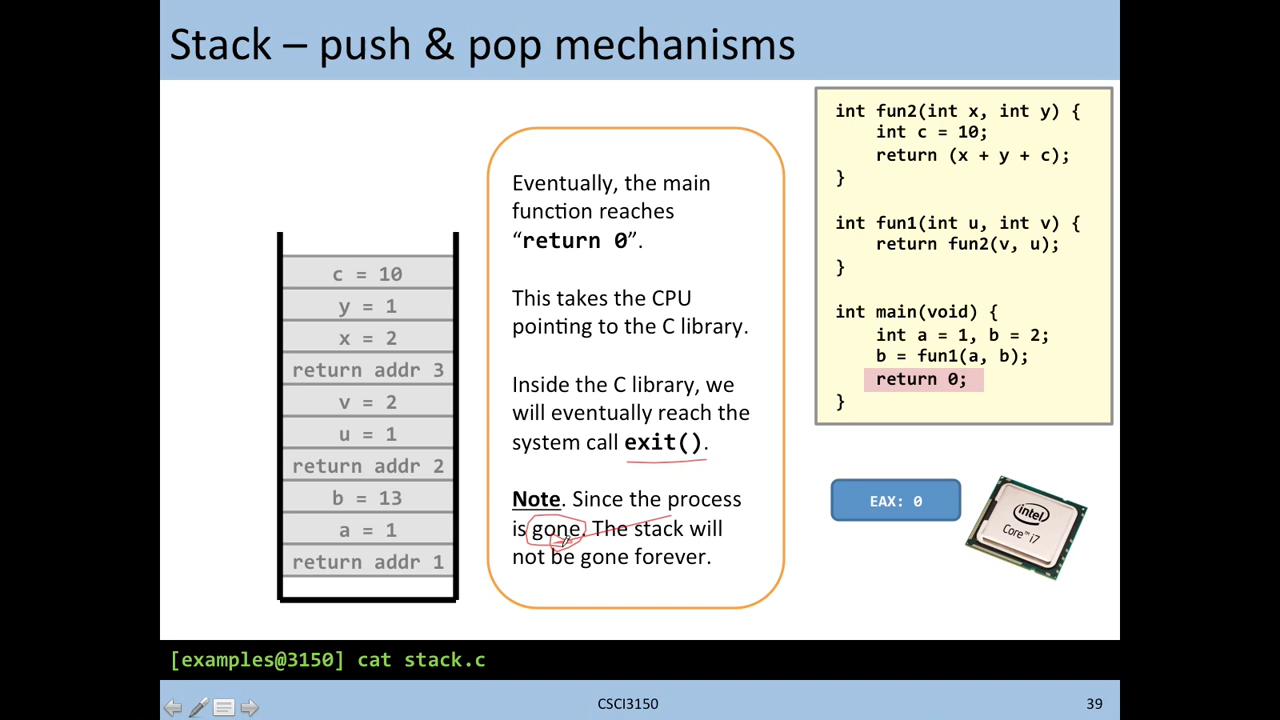 Stack – push & pop mechanisms
c = 10
y = 1
x = 2
return addr 3
v = 2
u = 1
return addr 2
b = 13
a = 1
return addr 1
Eventually, the main
function reaches
“return 0”.
This takes the CPU
pointing to the C library.
Inside the C library, we
will eventually reach the
system call exit().
Note. Since the process
is gone. The stack will
not be gone forever.
int fun2(int x, int y) {
int c = 10;
return (x + y + c);
}
int fun1(int u, int v) {
return fun2(v, u);
}
int main(void) {
int a = 1, b = 2;
b = fun1(a, b);
return 0;
}
EAX: 0
intel
Core™ i7
[examples@3150] cat stack.c
CSCI3150
39